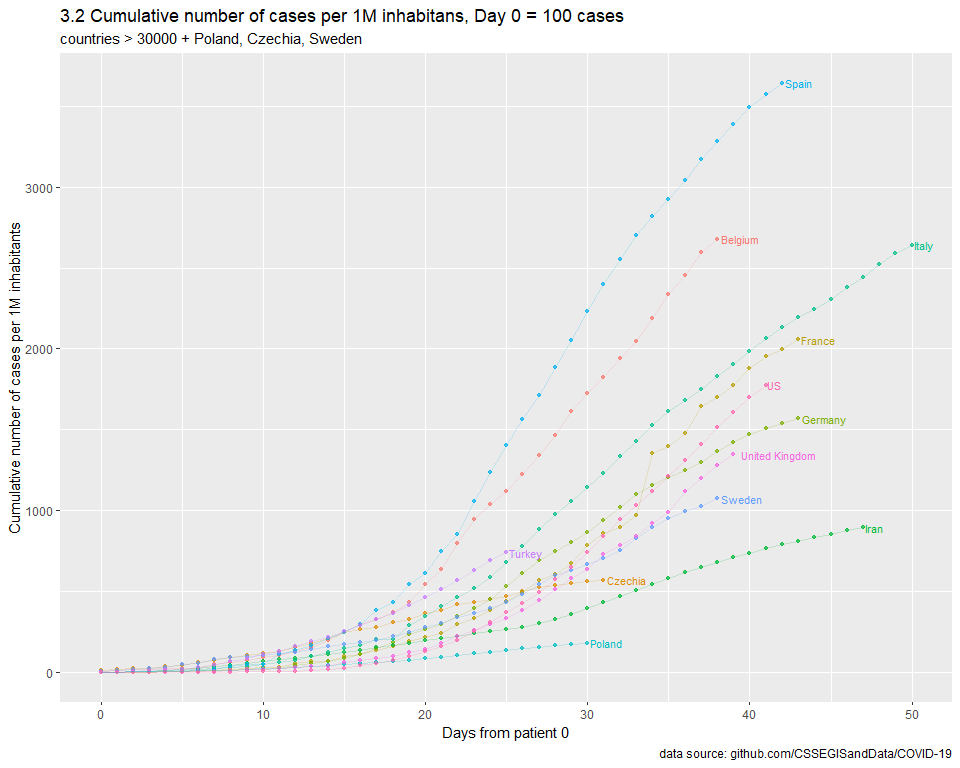 3.2 Cumulative number of cases per 1M inhabitans, Day 0 = 100 cases
countries > 30000 + Poland, Czechia, Sweden
Cumulative number of cases per 1M inhabitants
3000
2000
1000
0
Spain
Belgium
Italy
France
US
Germany
United Kingdom
Sweden
Iran
Turkey
Czechia
Poland
0 10 20 30 40 50
Days from patient 0
data source: github.com/CSSEGISandData/COVID-19